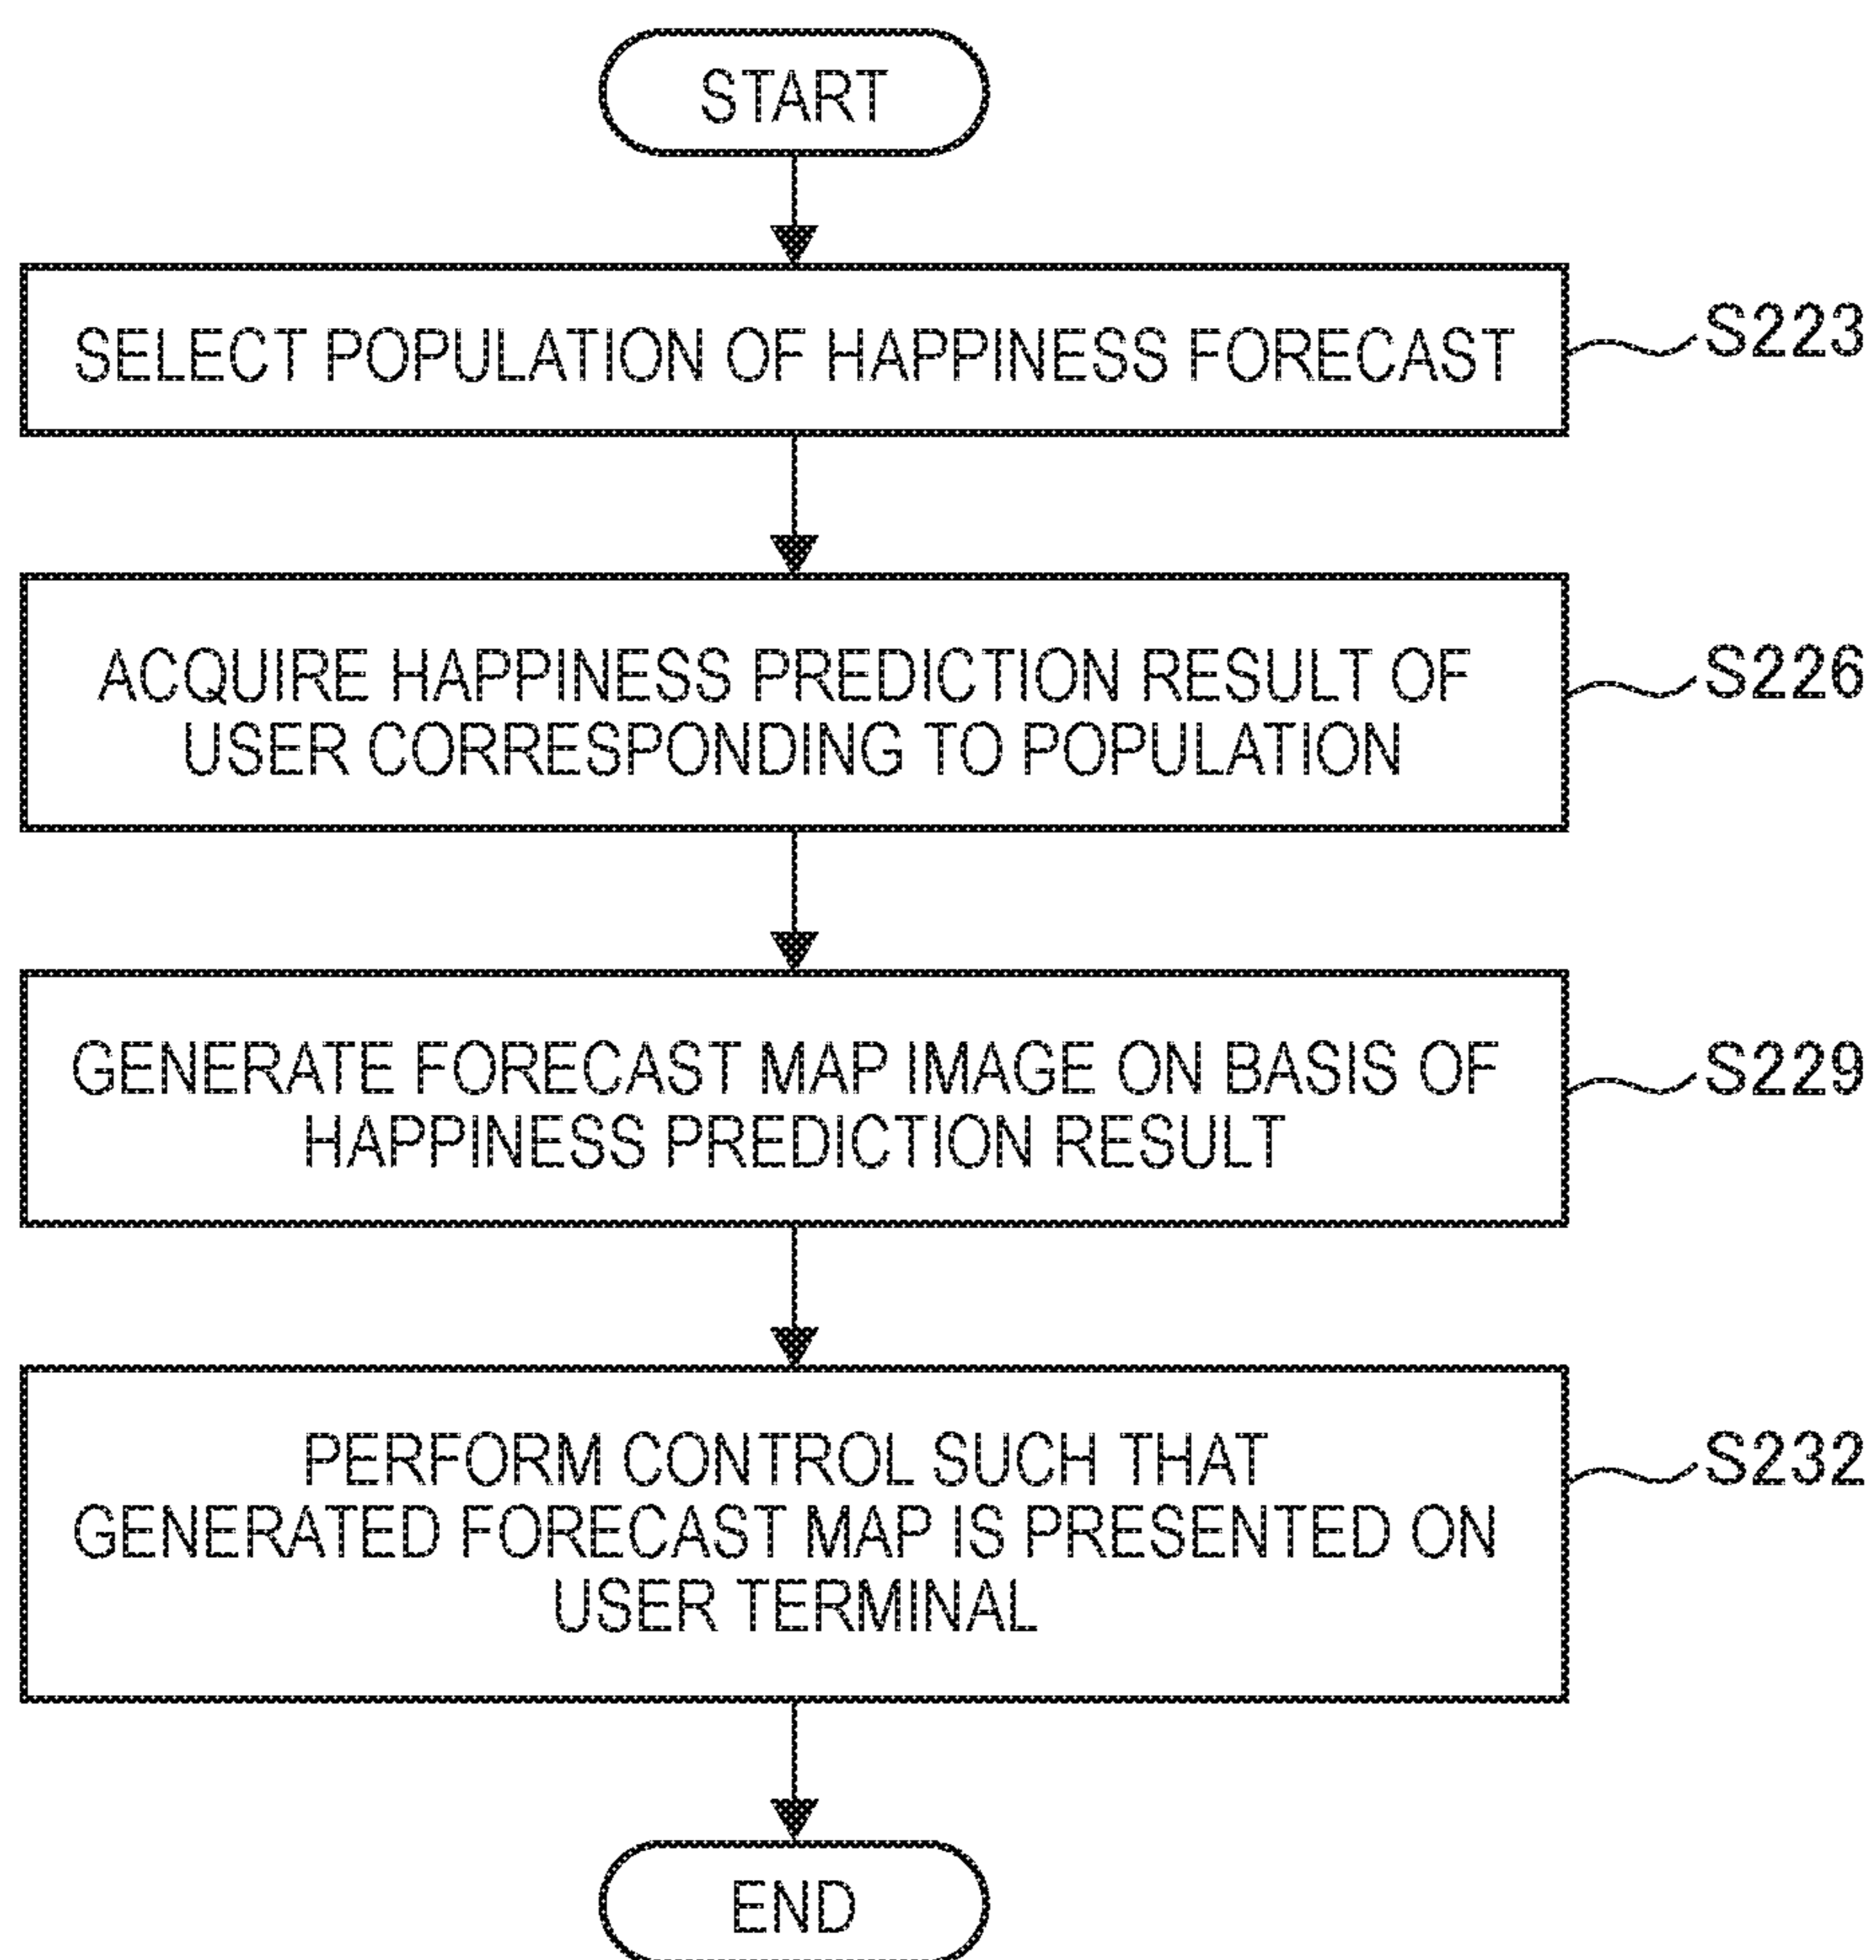 START
SELECT POPULATION OF HAPPINESS FORECAST
S223
ACQUIRE HAPPINESS PREDICTION RESULT OF
USER CORRESPONDING TO POPULATION
S226
GENERATE FORECAST MAP IMAGE ON BASIS OF
HAPPINESS PREDICTION RESULT
S229
PERFORM CONTROL SUCH THAT
GENERATED FORECAST MAP IS PRESENTED ON
USER TERMINAL
S232
END